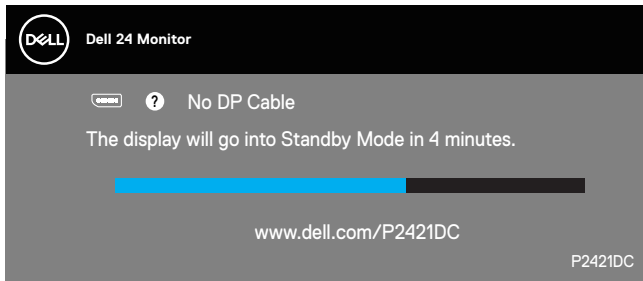 DELL
Dell 24 Monitor
? No DP Cable
The display will go into Standby Mode in 4 minutes.
www.dell.com/P2421DC
P2421DC